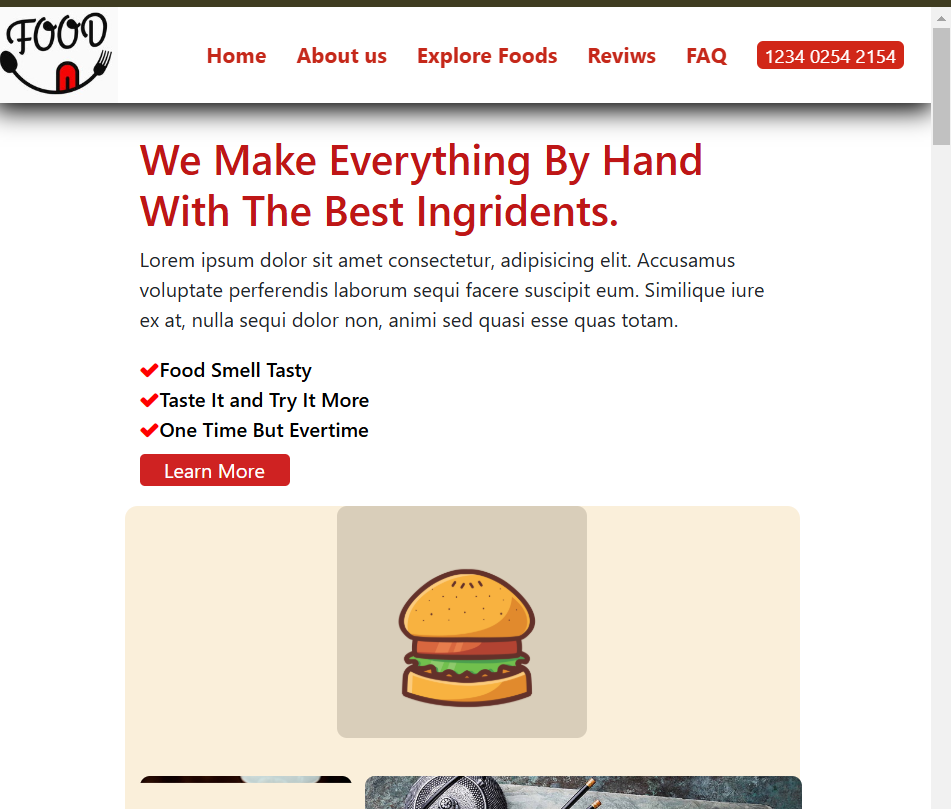 FOOD
Home About us Explore Foods Reviws FAQ 1234 0254 2154
We Make Everything By Hand
With The Best Ingridents.
Lorem ipsum dolor sit amet consectetur, adipisicing elit. Accusamus
voluptate perferendis laborum sequi facere suscipit eum. Similique iure
ex at, nulla sequi dolor non, animi sed quasi esse quas totam.
Food Smell Tasty
Taste It and Try It More
One Time But Evertime
Learn More